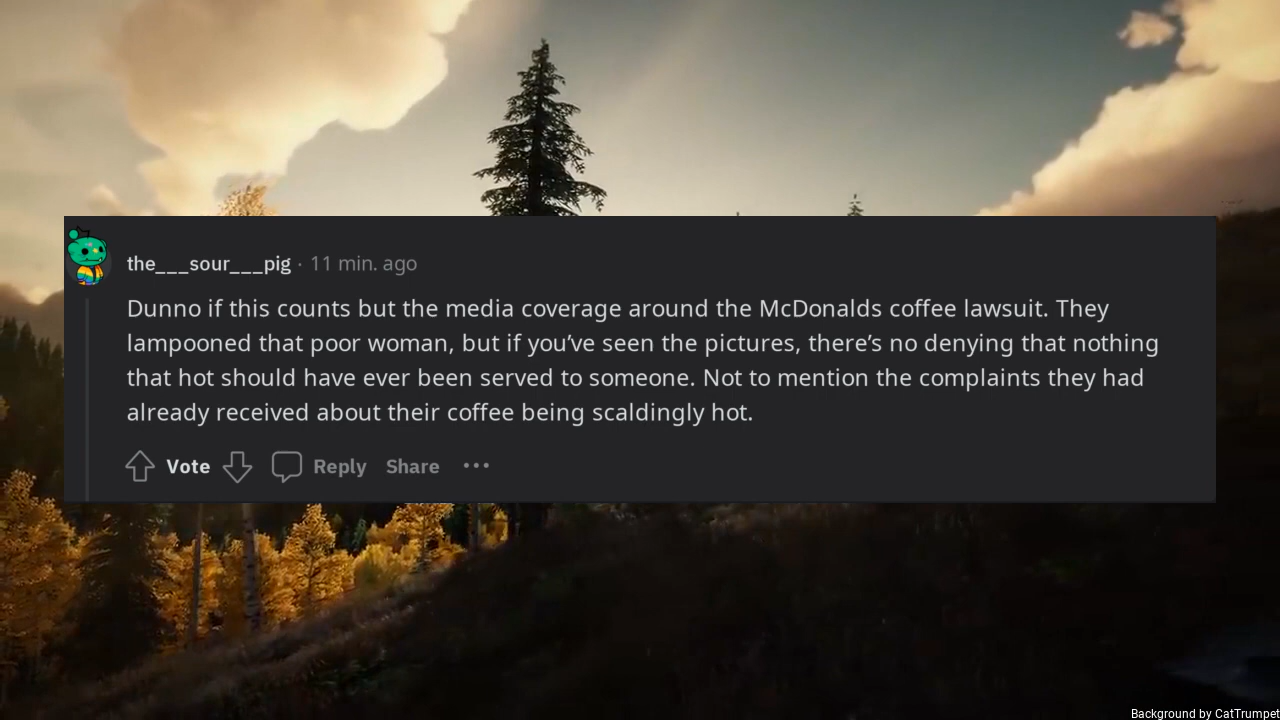 the___sour___pig · 11 min. ago
Dunno if this counts but the media coverage around the McDonalds coffee lawsuit. They
lampooned that poor woman, but if you’ve seen the pictures, there’s no denying that nothing
that hot should have ever been served to someone. Not to mention the complaints they had
already received about their coffee being scaldingly hot.
Vote Reply Share
Background by CatTrumpet